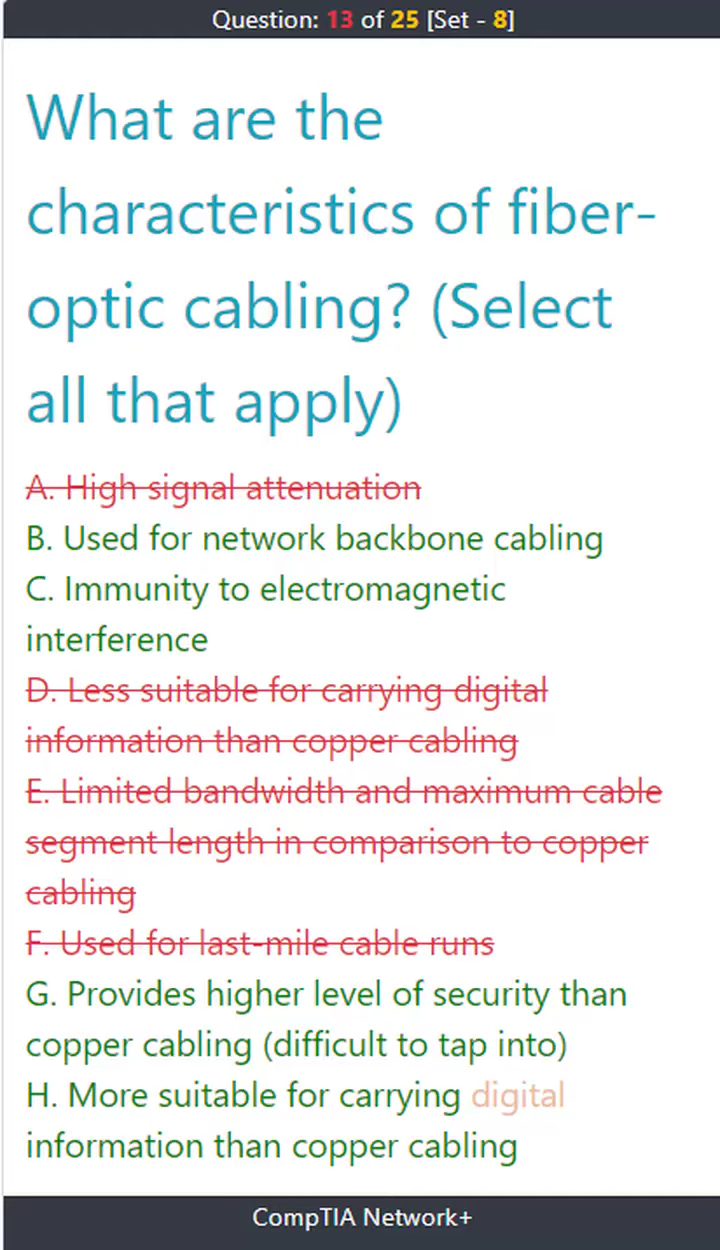 Question: 13 of 25 [Set - 8]
What are the
characteristics of fiber-
optic cabling? (Select
all that apply)
A. High signal attenuation
B. Used for network backbone cabling
C. Immunity to electromagnetic
interference
D. Less suitable for carrying digital
information than copper cabling
E. Limited bandwidth and maximum cable
segment length in comparison to copper
cabling
F. Used for last-mile cable runs
G. Provides higher level of security than
copper cabling (difficult to tap into)
H. More suitable for carrying digital
information than copper cabling
CompTIA Network+